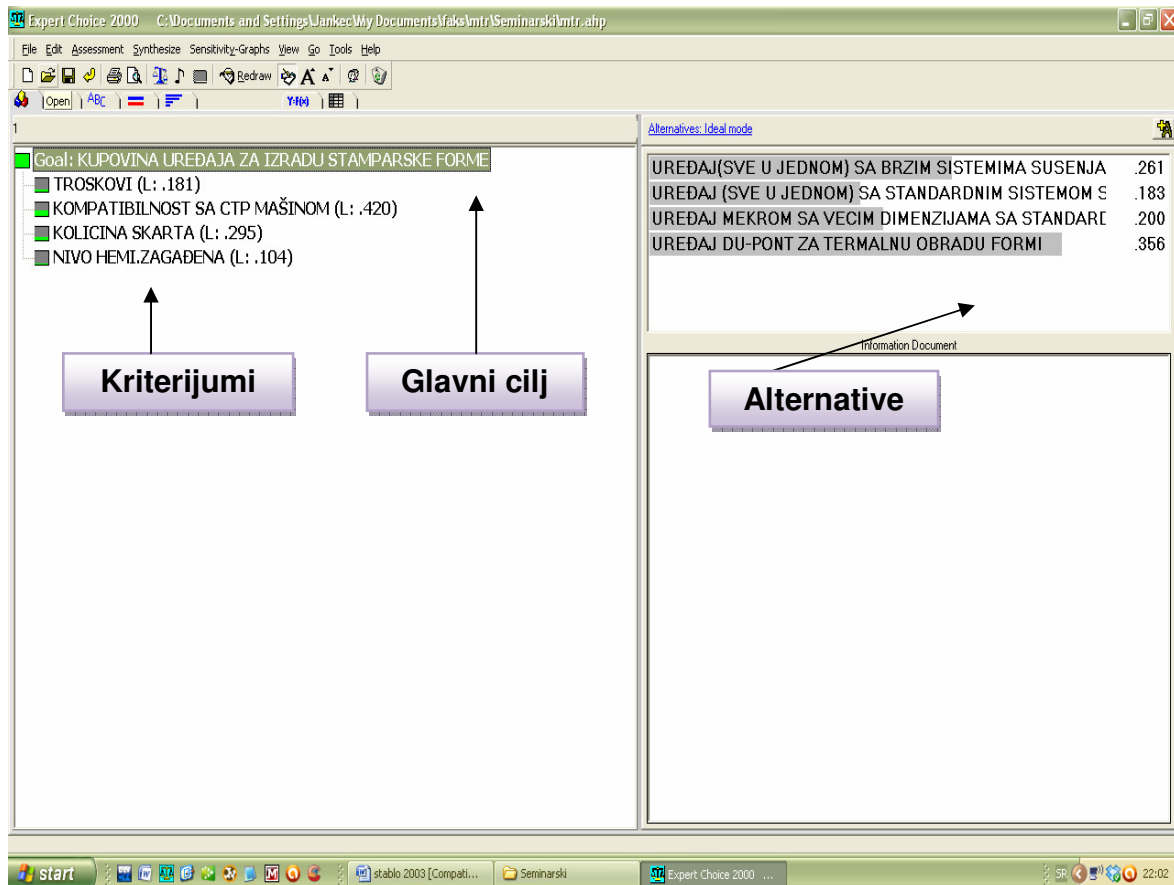 Expert Choice 2000 C:\Documents and Settings\Jankec\My Documents\faks\mtr\Seminarski\mtr.ahp
File Edit Assessment Synthesize Sensitivity-Graphs View Go Tools Help
Redraw A A
Open ABC Y:F(x)
1
Alternatives: Ideal mode
Goal: KUPOVINA UREĐAJA ZA IZRADU STAMPARSKE FORME
TROSKOVI (L: .181)
KOMPATIBILNOST SA CTP MAŠINOM (L: .420)
KOLICINA SKARTA (L: .295)
NIVO HEMI.ZAGAĐENA (L: .104)
UREĐAJ(SVE U JEDNOM) SA BRZIM SISTEMIMA SUSENJA .261
UREĐAJ (SVE U JEDNOM) SA STANDARDNIM SISTEMOM S .183
UREĐAJ MEKROM SA VECIM DIMENZIJAMA SA STANDARD .200
UREĐAJ DU-PONT ZA TERMALNU OBRADU FORMI .356
Information Document
Kriterijumi
Glavni cilj
Alternative
start
stablo 2003 [Compati...
Seminarski
Expert Choice 2000 ...
SR
22:02